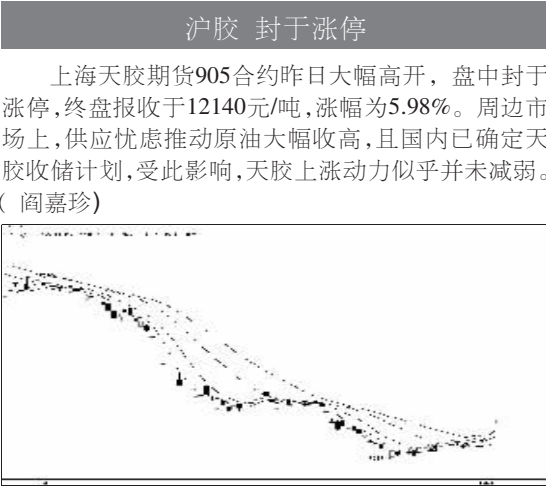 沪胶 封于涨停
上海天胶期货905合约昨日大幅高开，盘中封于
涨停,终盘报收于12140元/吨,涨幅为5.98%。周边市
场上,供应忧虑推动原油大幅收高,且国内已确定天
胶收储计划,受此影响,天胶上涨动力似乎并未减弱。
( 阎嘉珍)